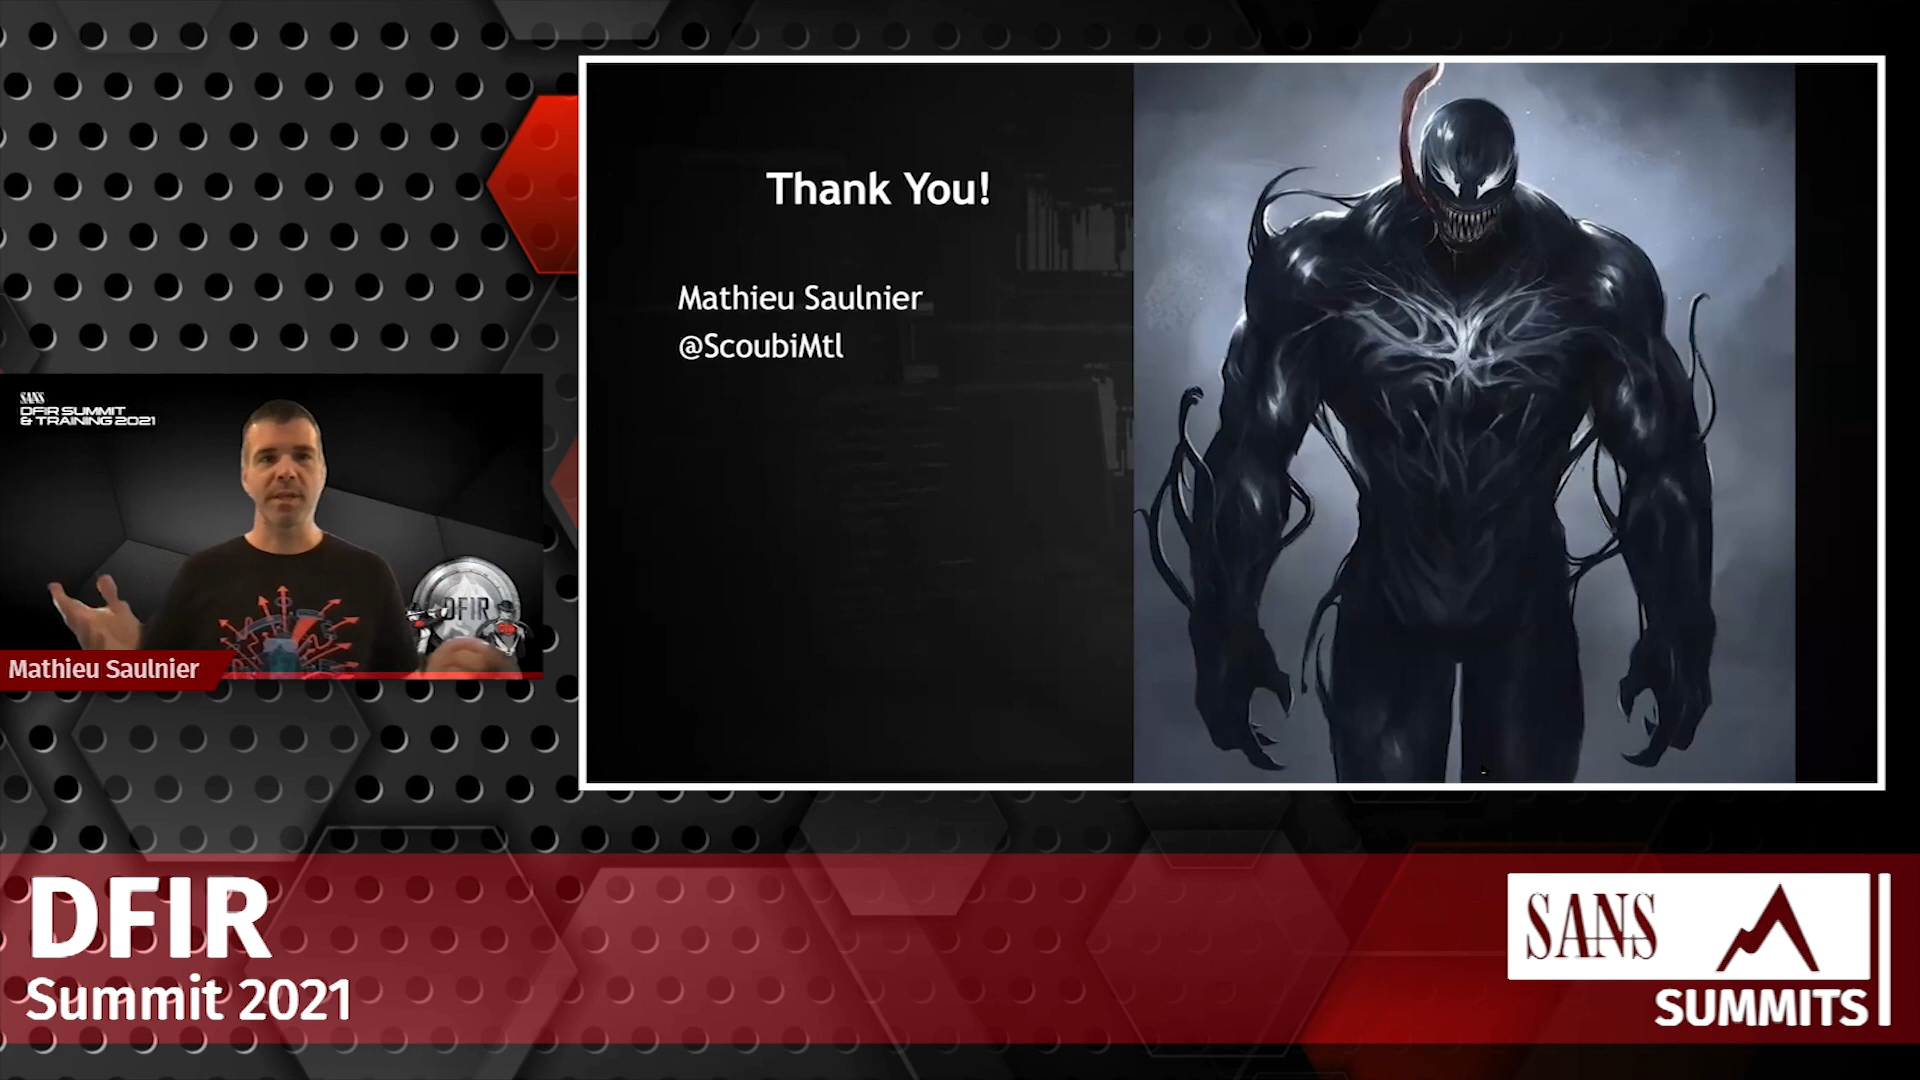 Thank You!
Mathieu Saulnier
@ScoubiMtl
SANS
DFIR SUMMIT
& TRAINING 2021
DFIR
Mathieu Saulnier
DFIR
Summit 2021
SANS
SUMMITS